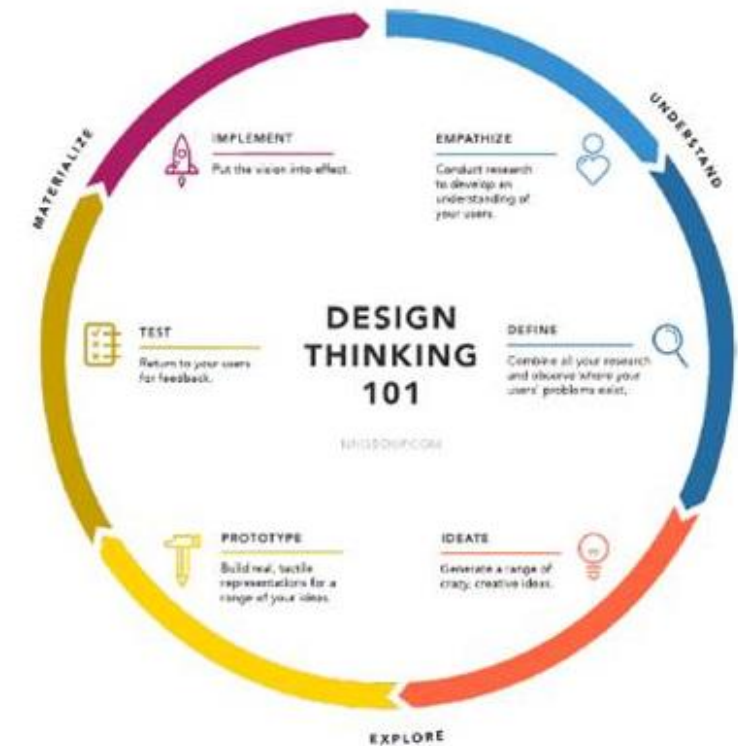 DESIGN
THINKING
101
NNGROUP.COM
UNDERSTAND
EMPATHIZE
Conduct research
to develop an
understanding of
your users.
DEFINE
Combine all your research
and observe where your
users' problems exist.
EXPLORE
IDEATE
Generate a range of
crazy, creative ideas.
PROTOTYPE
Build real, tactile
representations for a
range of your ideas.
MATERIALIZE
TEST
Return to your users
for feedback.
IMPLEMENT
Put the vision into effect.